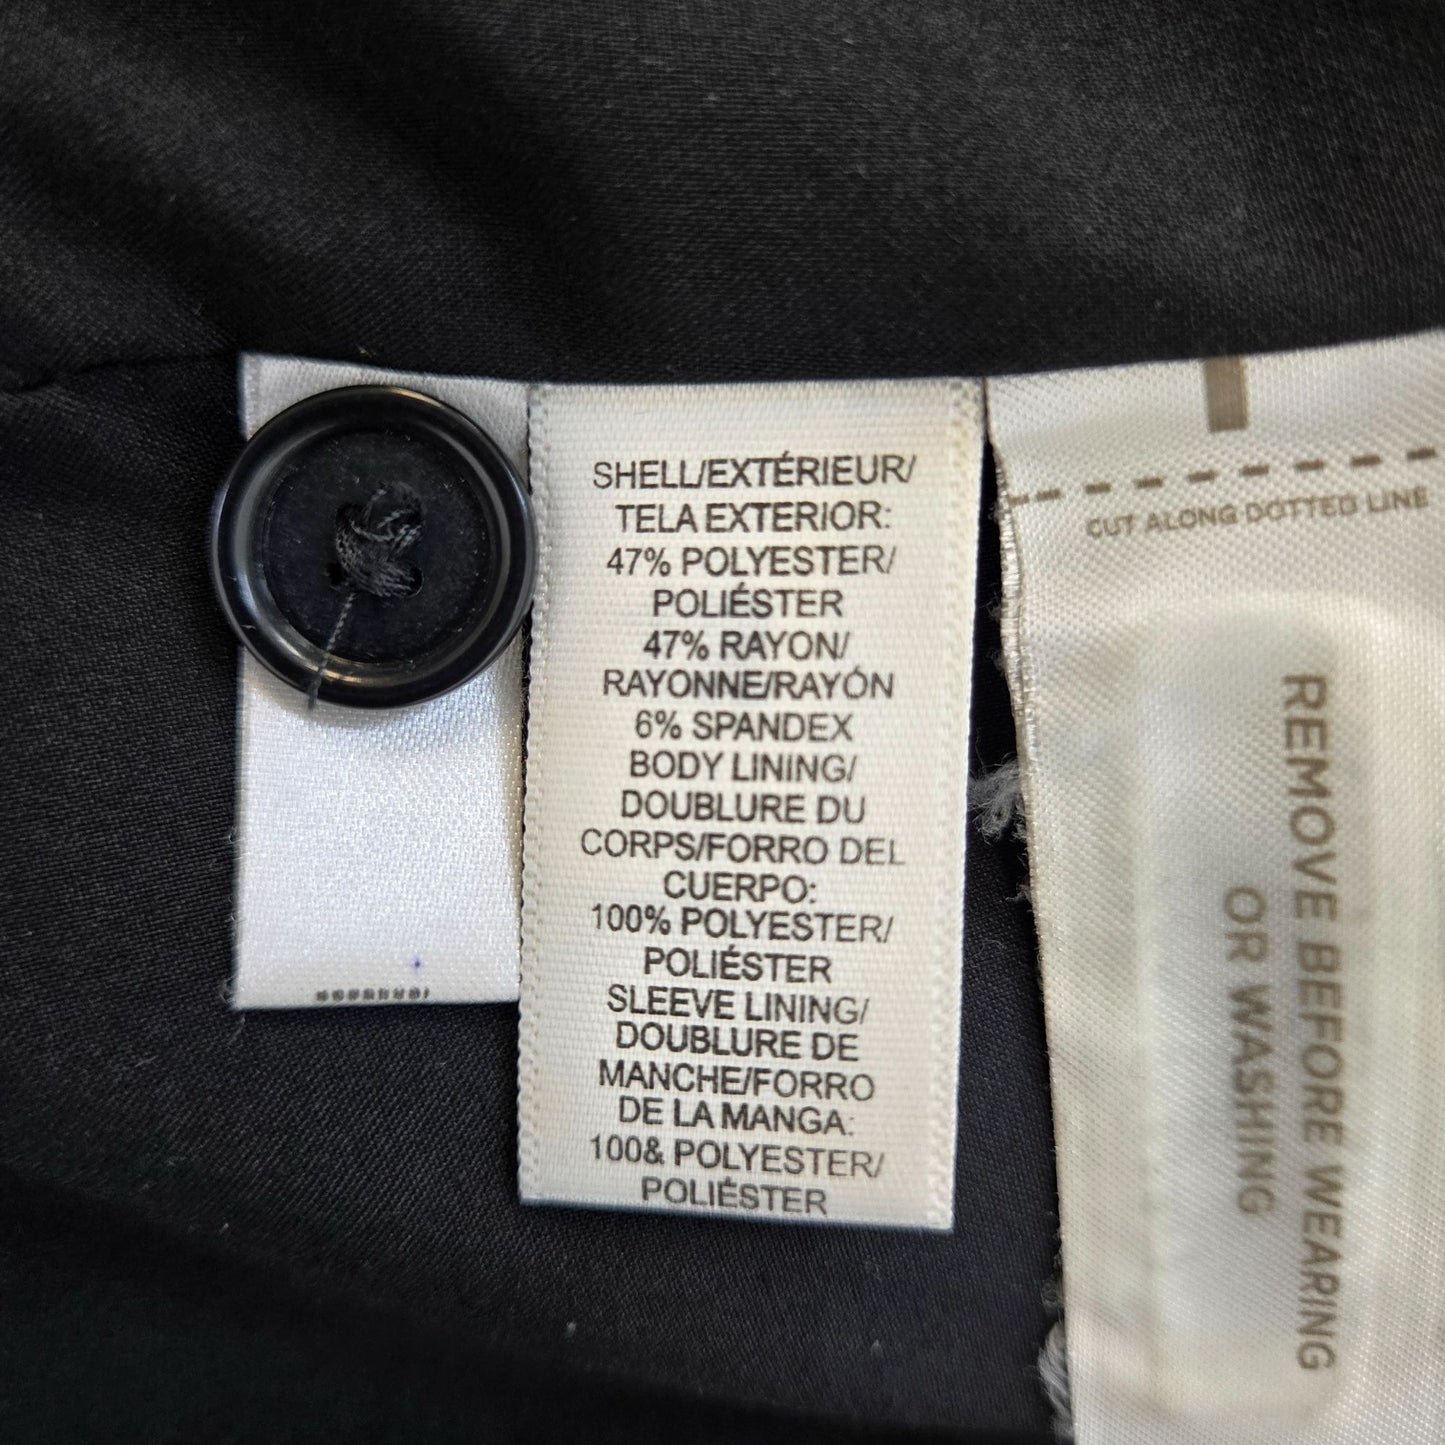 SHELL/EXTÉRIEUR/
TELA EXTERIOR:
47% POLYESTER/
POLIÉSTER
47% RAYON/
RAYONNE/RAYÓN
6% SPANDEX
BODY LINING/
DOUBLURE DU
CORPS/FORRO DEL
CUERPO:
100% POLYESTER/
POLIÉSTER
SLEEVE LINING/
DOUBLURE DE
MANCHE/FORRO
DE LA MANGA:
100& POLYESTER/
POLIÉSTER
CUT ALONG DOTTED LINE
REMOVE BEFORE WEARING
OR WASHING